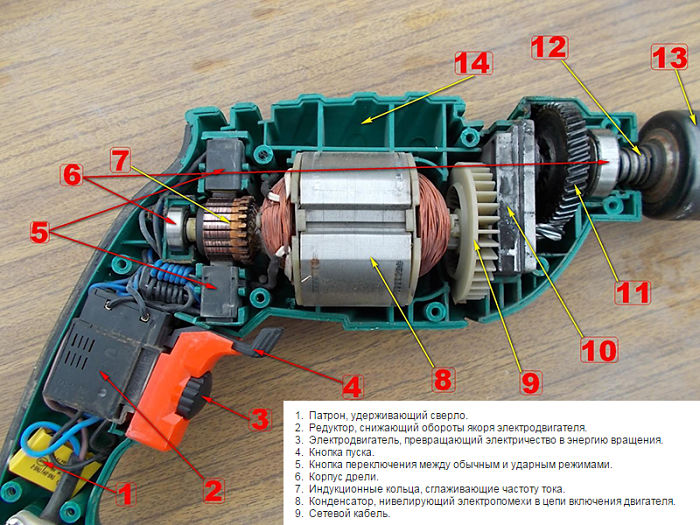 12
13
14
11
7
6
5
10
8
9
4
3
2
1
1. Патрон, удерживающий сверло.
2. Редуктор, снижающий обороты якоря электродвигателя.
3. Электродвигатель, превращающий электричество в энергию вращения.
4. Кнопка пуска.
5. Кнопка переключения между обычным и ударным режимами.
6. Корпус дрели.
7. Индукционные кольца, сглаживающие частоту тока.
8. Конденсатор, нивелирующий электропомехи в цепи включения двигателя.
9. Сетевой кабель.